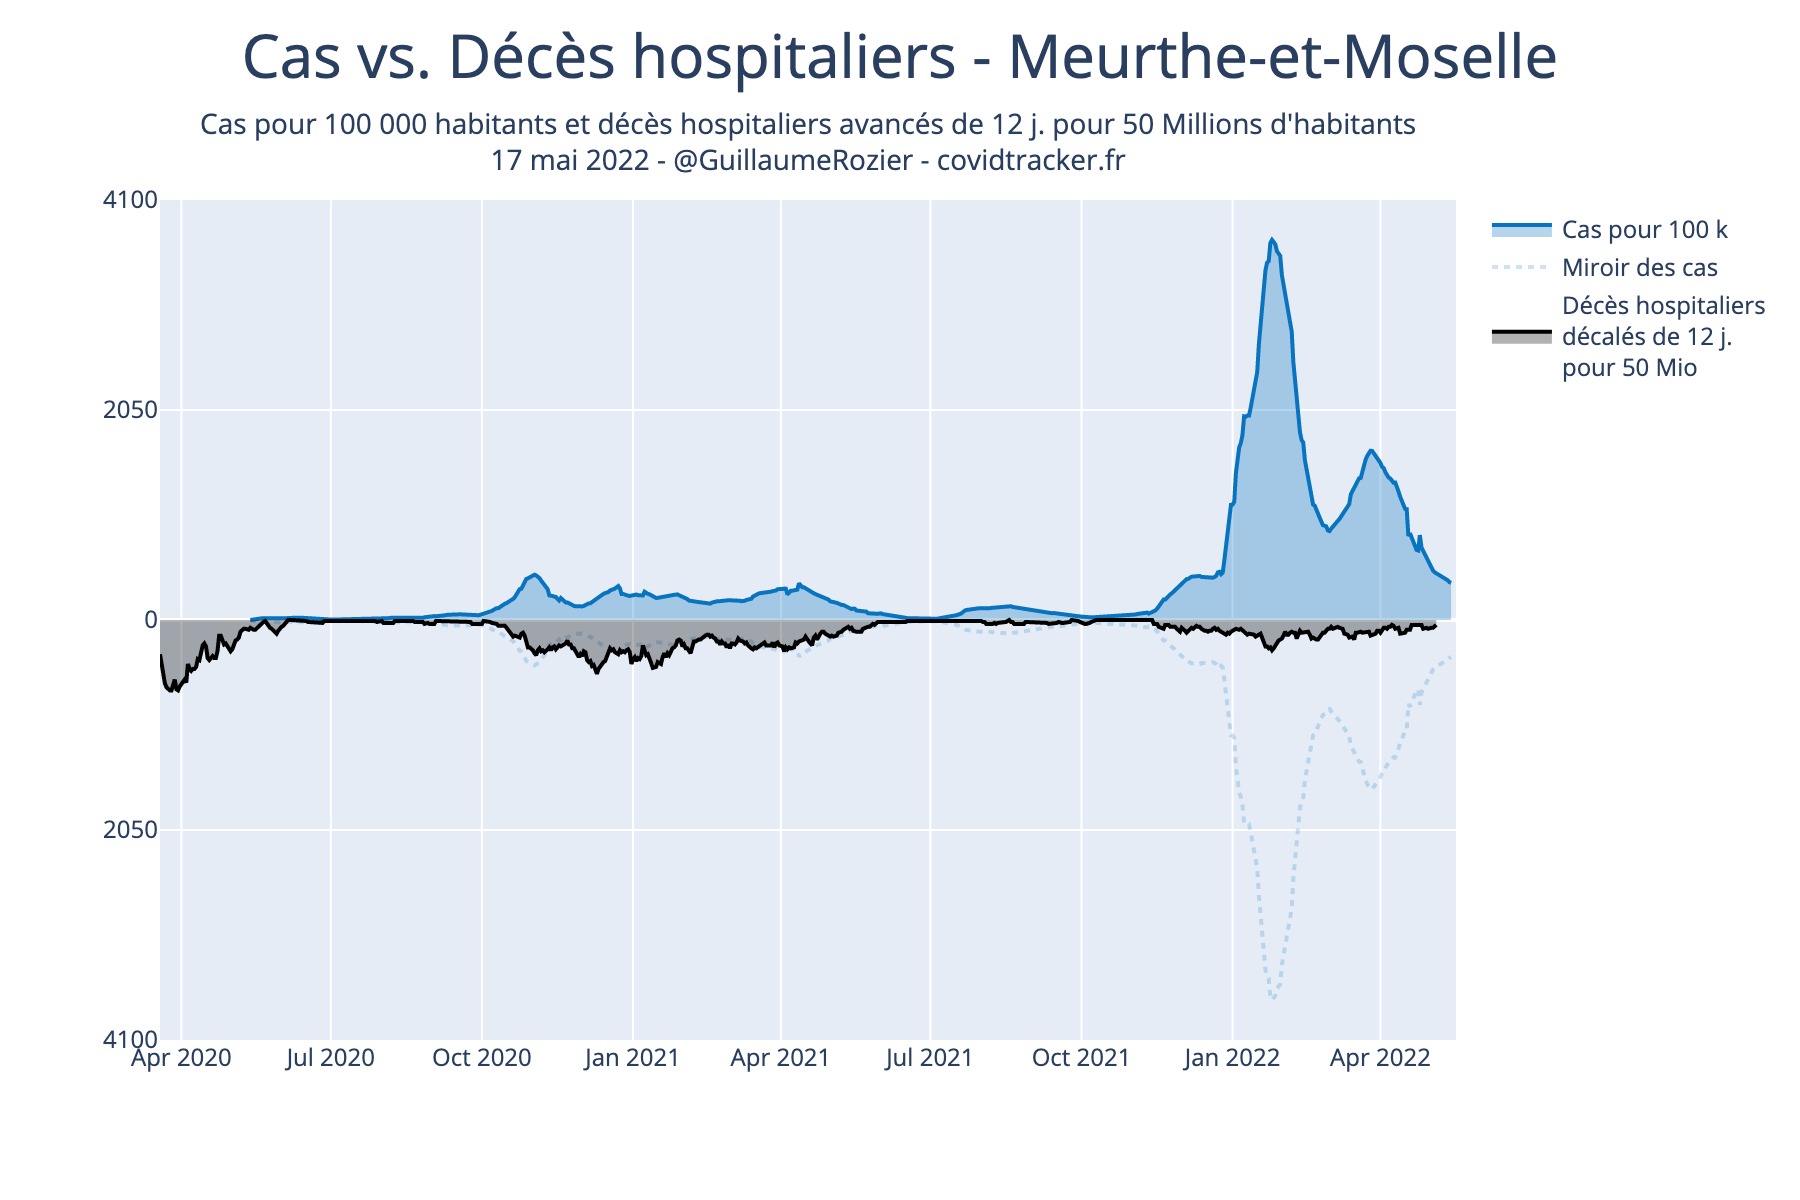 Cas vs. Décès hospitaliers - Meurthe-et-Moselle
Cas pour 100 000 habitants et décès hospitaliers avancés de 12 j. pour 50 Millions d'habitants
17 mai 2022 - @GuillaumeRozier - covidtracker.fr
4100
2050
0
2050
4100
Apr 2020
Jul 2020
Oct 2020
Jan 2021
Apr 2021
Jul 2021
Oct 2021
Jan 2022
Apr 2022
Cas pour 100 k
Miroir des cas
Décès hospitaliers
décalés de 12 j.
pour 50 Mio